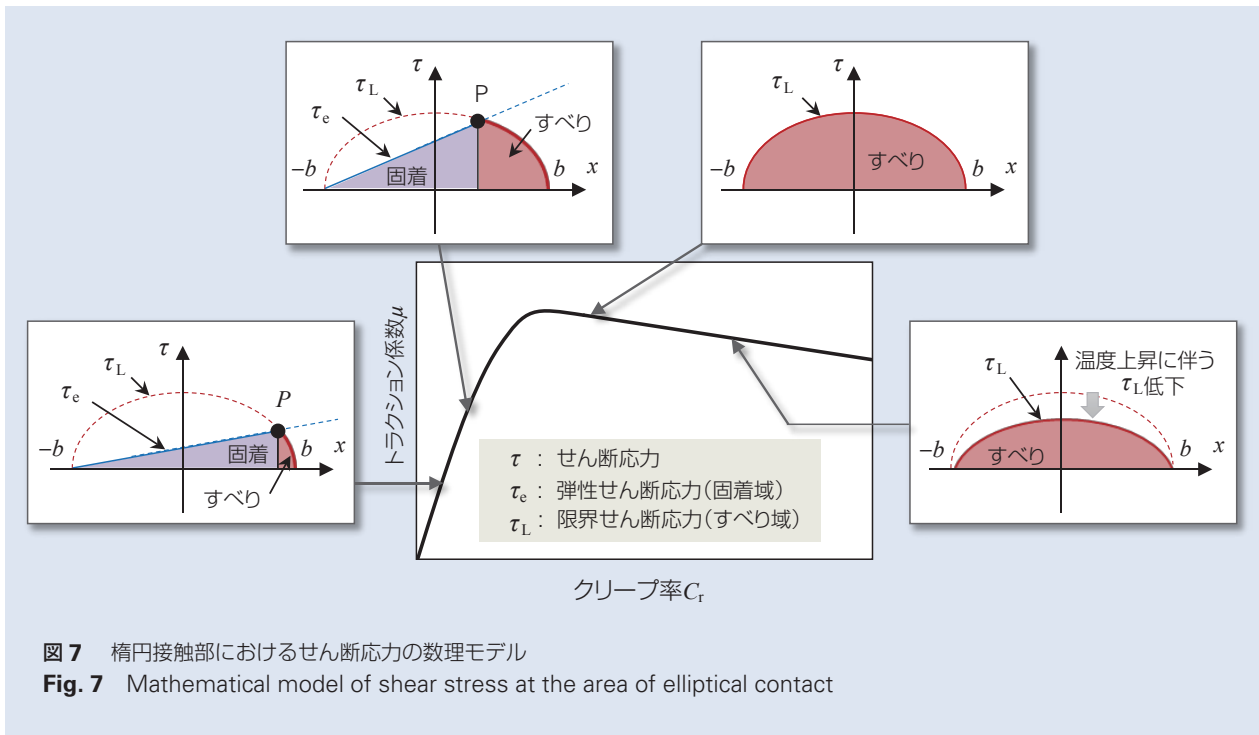 τ
τL
P
τe
すべり
−b
固着
b
x
τ
τL
−b
すべり
b
x
トラクション係数μ
τ
τL
P
τe
−b
固着
b
x
すべり
τ : せん断応力
τe : 弾性せん断応力(固着域)
τL : 限界せん断応力(すべり域)
τ
τL
温度上昇に伴う
τL低下
−b
すべり
b
x
クリープ率Cr
図 7 楕円接触部におけるせん断応力の数理モデル
Fig. 7 Mathematical model of shear stress at the area of elliptical contact